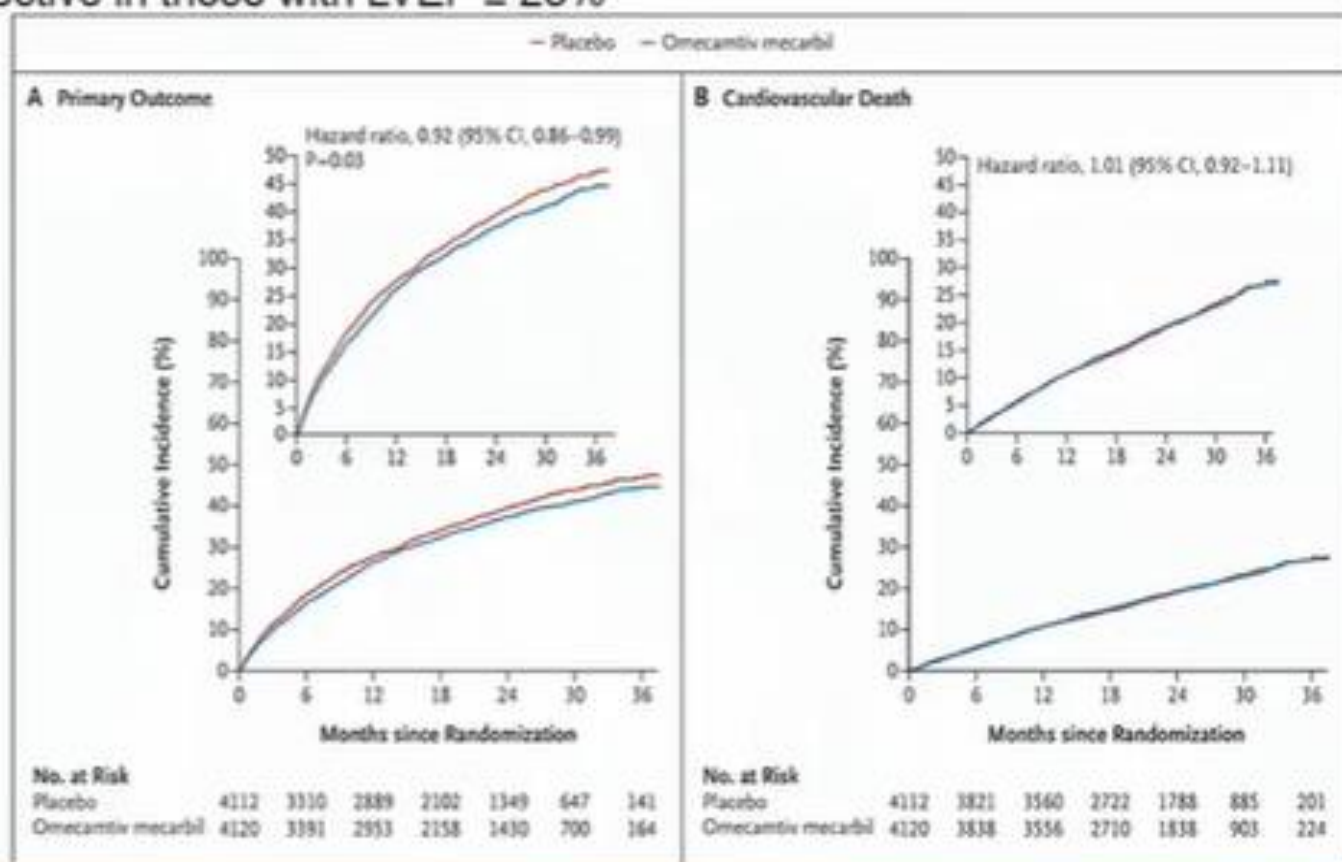 in those with LVEF
— Placebo — Omecamtiv mecarbil
A Primary Outcome
Hazard ratio, 0.92 (95% CI, 0.86–0.99)
P=0.03
50
45
40
35
30
25
20
15
10
5
0
0 6 12 18 24 30 36
100
90
80
70
60
50
40
30
20
10
0
0 6 12 18 24 30 36
Cumulative Incidence (%)
Months since Randomization
No. at Risk
Placebo 4112 3310 2889 2102 1349 647 141
Omecamtiv mecarbil 4120 3391 2953 2158 1430 700 164
B Cardiovascular Death
Hazard ratio, 1.01 (95% CI, 0.92–1.11)
50
45
40
35
30
25
20
15
10
5
0
0 6 12 18 24 30 36
100
90
80
70
60
50
40
30
20
10
0
0 6 12 18 24 30 36
Cumulative Incidence (%)
Months since Randomization
No. at Risk
Placebo 4112 3821 3560 2722 1788 885 201
Omecamtiv mecarbil 4120 3838 3556 2710 1838 903 224